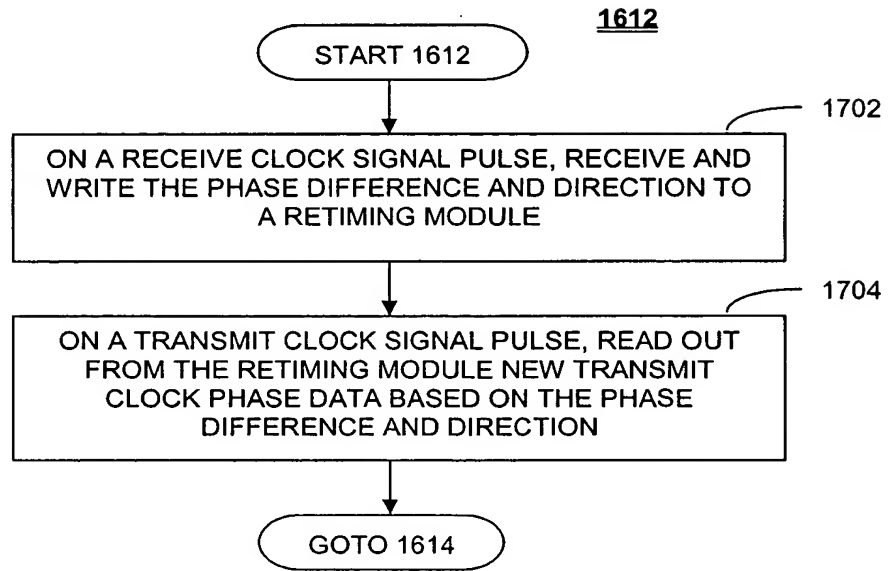 1612
START 1612
1702
ON A RECEIVE CLOCK SIGNAL PULSE, RECEIVE AND
WRITE THE PHASE DIFFERENCE AND DIRECTION TO
A RETIMING MODULE
1704
ON A TRANSMIT CLOCK SIGNAL PULSE, READ OUT
FROM THE RETIMING MODULE NEW TRANSMIT
CLOCK PHASE DATA BASED ON THE PHASE
DIFFERENCE AND DIRECTION
GOTO 1614